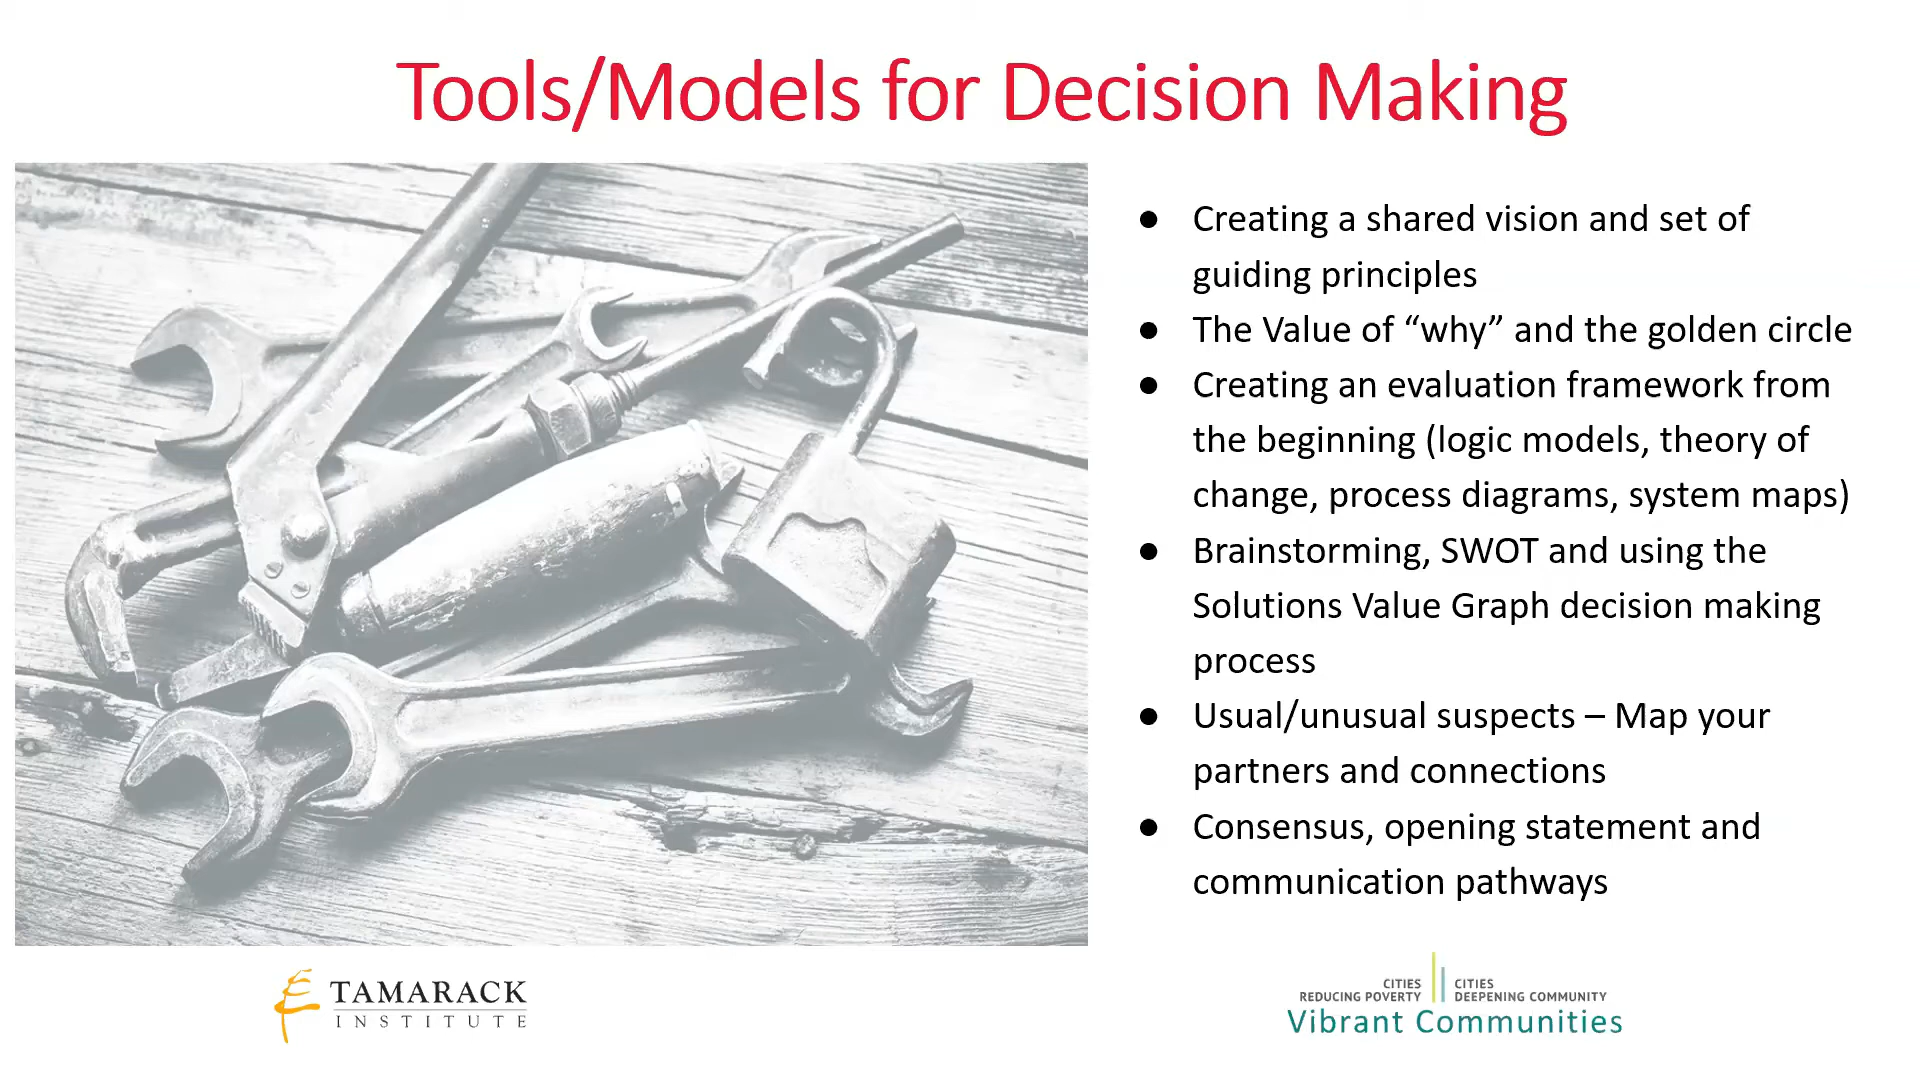 Tools/Models for Decision Making
● Creating a shared vision and set of
guiding principles
● The Value of “why” and the golden circle
● Creating an evaluation framework from
the beginning (logic models, theory of
change, process diagrams, system maps)
● Brainstorming, SWOT and using the
Solutions Value Graph decision making
process
● Usual/unusual suspects – Map your
partners and connections
● Consensus, opening statement and
communication pathways
TAMARACK
INSTITUTE
CITIES
REDUCING POVERTY
CITIES
DEEPENING COMMUNITY
Vibrant Communities